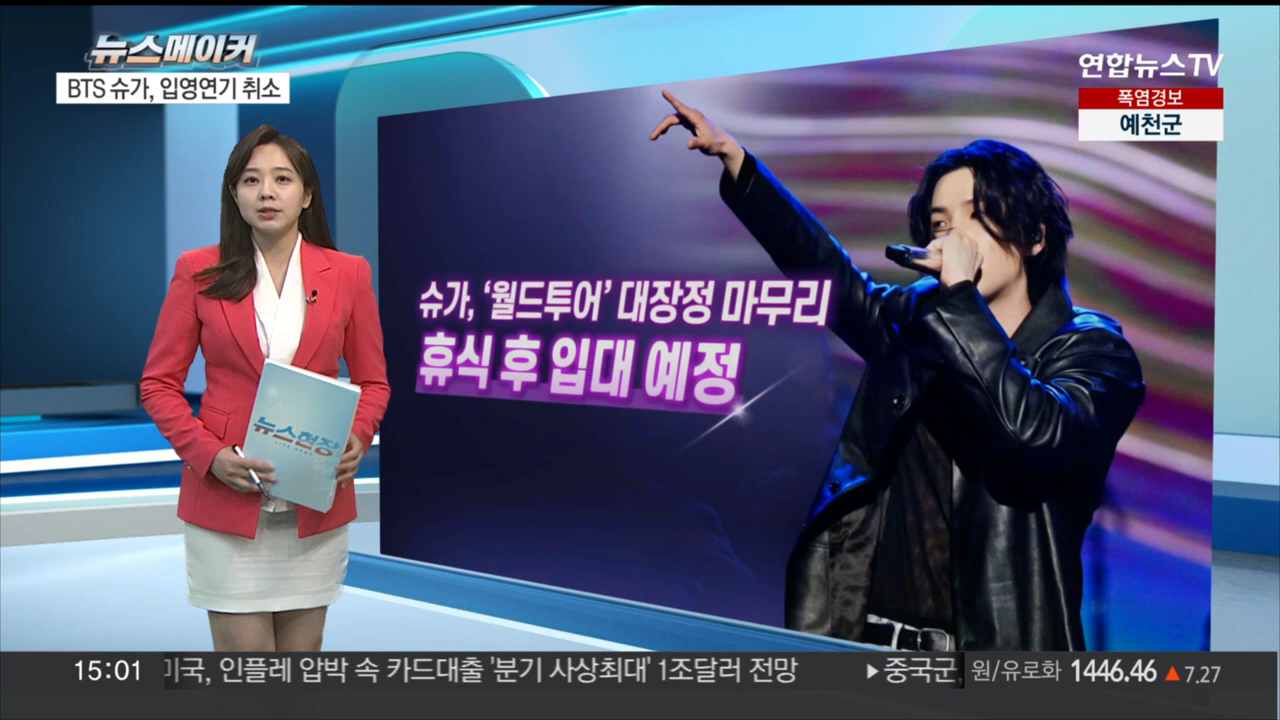 뉴스메이커
BTS 슈가, 입영연기 취소
연합뉴스TV
폭염경보
예천군
슈가, ‘월드투어’ 대장정 마무리
휴식 후 입대 예정
뉴스현장
15:01 미국, 인플레 압박 속 카드대출 '분기 사상최대' 1조달러 전망 ▶중국군, 원/유로화 1446.46 ▲7.27